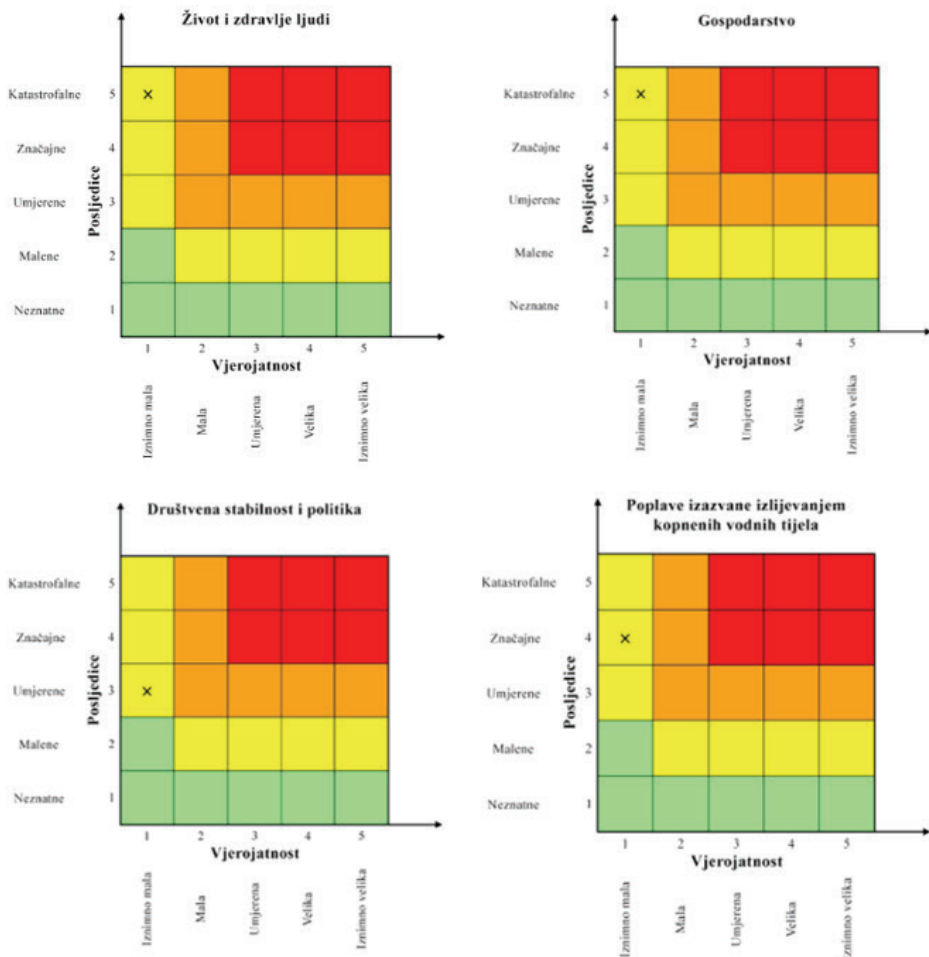 Život i zdravlje ljudi
Posljedice
Katastrofalne 5
Značajne 4
Umjerene 3
Malene 2
Neznatne 1
×
1 2 3 4 5
Vjerojatnost
Iznimno mala
Mala
Umjerena
Velika
Iznimno velika
Gospodarstvo
Posljedice
Katastrofalne 5
Značajne 4
Umjerene 3
Malene 2
Neznatne 1
×
1 2 3 4 5
Vjerojatnost
Iznimno mala
Mala
Umjerena
Velika
Iznimno velika
Društvena stabilnost i politika
Posljedice
Katastrofalne 5
Značajne 4
Umjerene 3
Malene 2
Neznatne 1
×
1 2 3 4 5
Vjerojatnost
Iznimno mala
Mala
Umjerena
Velika
Iznimno velika
Poplave izazvane izlijevanjem
kopnenih vodnih tijela
Posljedice
Katastrofalne 5
Značajne 4
Umjerene 3
Malene 2
Neznatne 1
×
1 2 3 4 5
Vjerojatnost
Iznimno mala
Mala
Umjerena
Velika
Iznimno velika